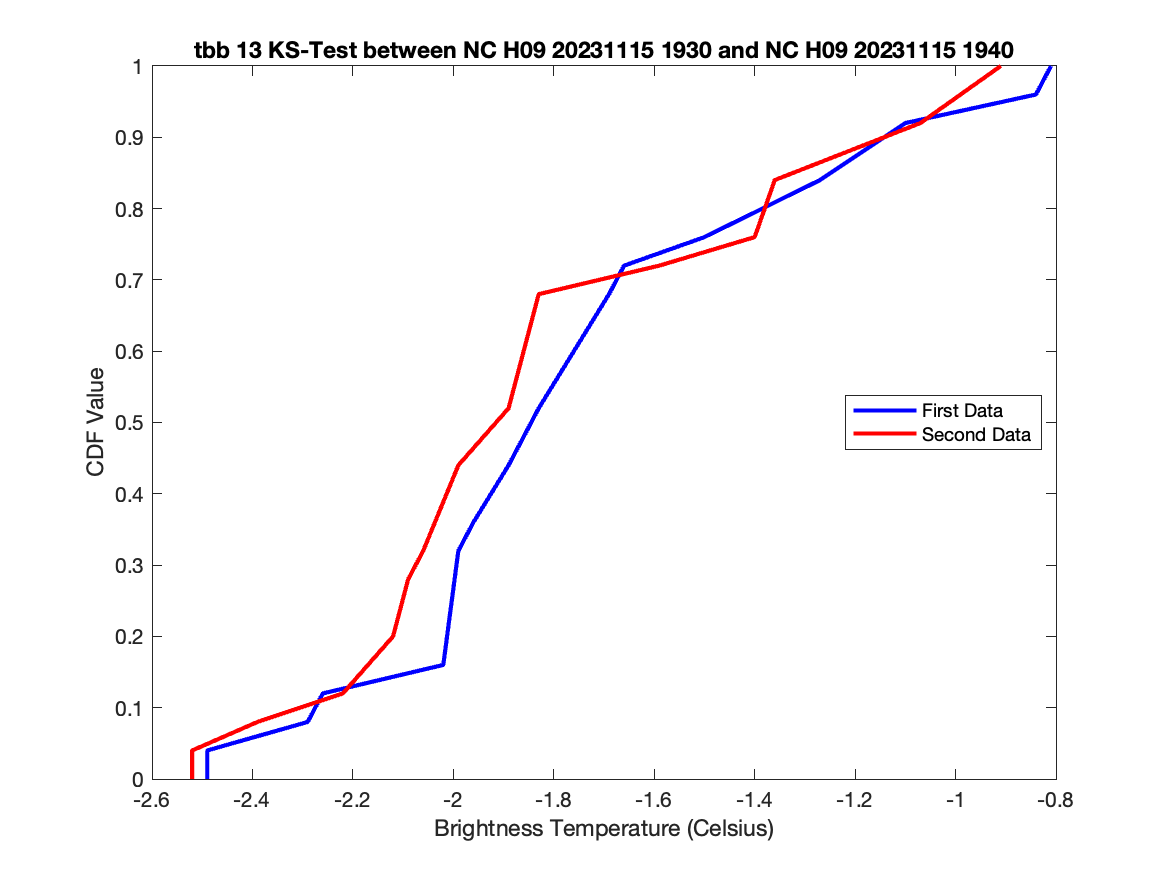 tbb 13 KS-Test between NC H09 20231115 1930 and NC H09 20231115 1940
1
0.9
0.8
0.7
0.6
0.5
0.4
0.3
0.2
0.1
0
CDF Value
First Data
Second Data
-2.6 -2.4 -2.2 -2 -1.8 -1.6 -1.4 -1.2 -1 -0.8
Brightness Temperature (Celsius)